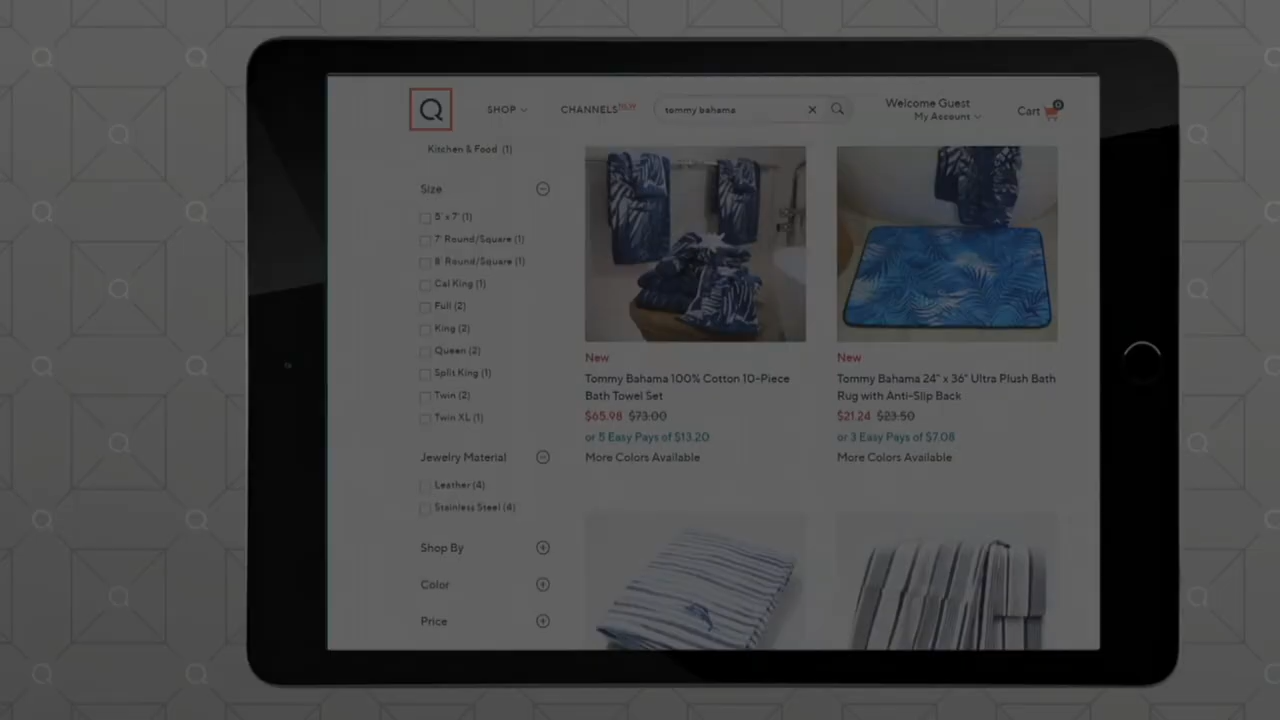 Q
SHOP
CHANNELS
tommy bahama
Welcome Guest
My Account
Cart
0
Kitchen & Food (1)
Size
5' x 7' (1)
7' Round/Square (1)
8' Round/Square (1)
Cal King (1)
Full (2)
King (2)
Queen (2)
Split King (1)
Twin (2)
Twin XL (1)
Jewelry Material
Leather (4)
Stainless Steel (4)
Shop By
Color
Price
New
Tommy Bahama 100% Cotton 10-Piece
Bath Towel Set
$65.98 $73.00
or 5 Easy Pays of $13.20
More Colors Available
New
Tommy Bahama 24" x 36" Ultra Plush Bath
Rug with Anti-Slip Back
$21.24 $23.50
or 3 Easy Pays of $7.08
More Colors Available